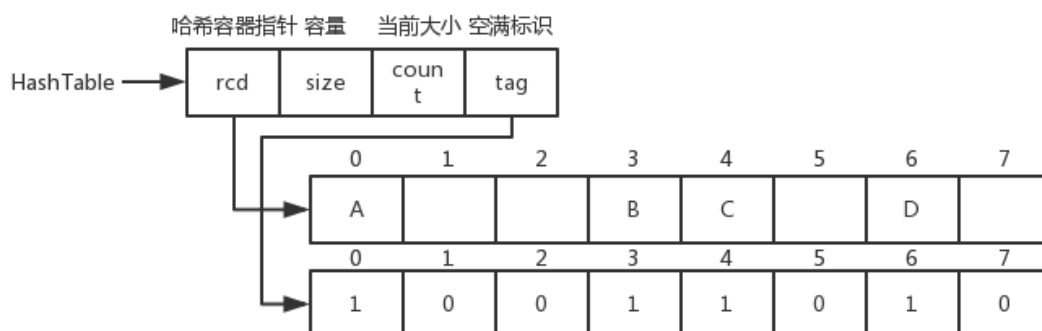 哈希容器指针 容量 当前大小 空满标识
HashTable rcd size coun
t tag
0 1 2 3 4 5 6 7
A B C D
0 1 2 3 4 5 6 7
1 0 0 1 1 0 1 0